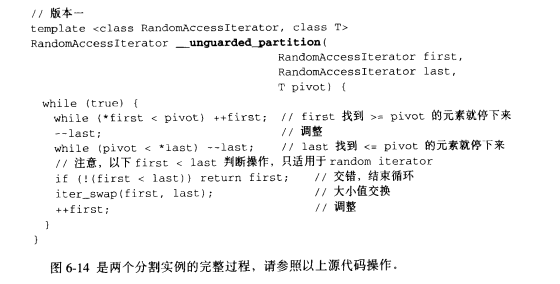 // 版本一
template <class RandomAccessIterator, class T>
RandomAccessIterator __unguarded_partition(
RandomAccessIterator first,
RandomAccessIterator last,
T pivot) {
while (true) {
while (*first < pivot) ++first; // first 找到 >= pivot 的元素就停下来
--last; // 调整
while (pivot < *last) --last; // last 找到 <= pivot 的元素就停下来
// 注意，以下 first < last 判断操作，只适用于 random iterator
if (!(first < last)) return first; // 交错，结束循环
iter_swap(first, last); // 大小值交换
++first; // 调整
}
}
图 6-14 是两个分割实例的完整过程，请参照以上源代码操作．